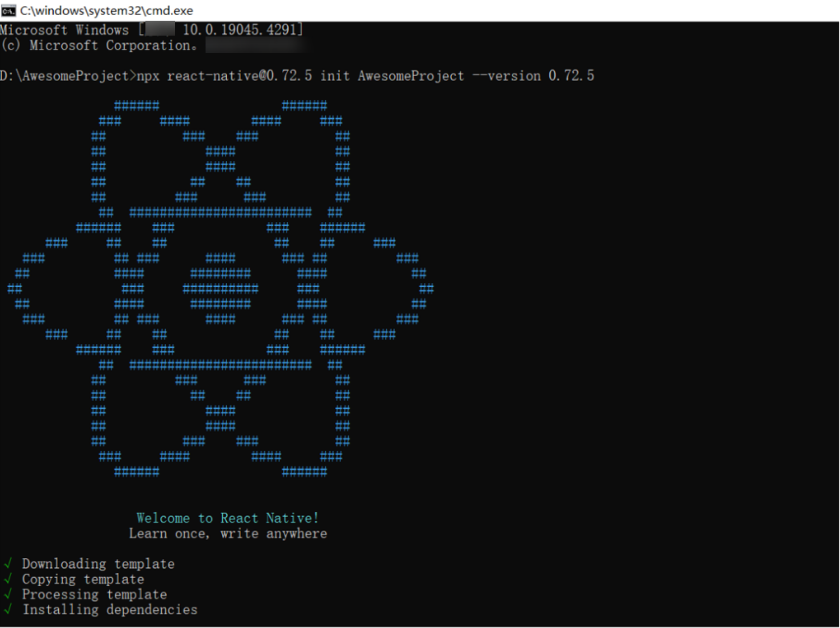 C:\windows\system32\cmd.exe
Microsoft Windows [ 10.0.19045.4291]
(c) Microsoft Corporation。
D:\AwesomeProject>npx react-native@0.72.5 init AwesomeProject --version 0.72.5
Welcome to React Native!
Learn once, write anywhere
√ Downloading template
√ Copying template
√ Processing template
√ Installing dependencies